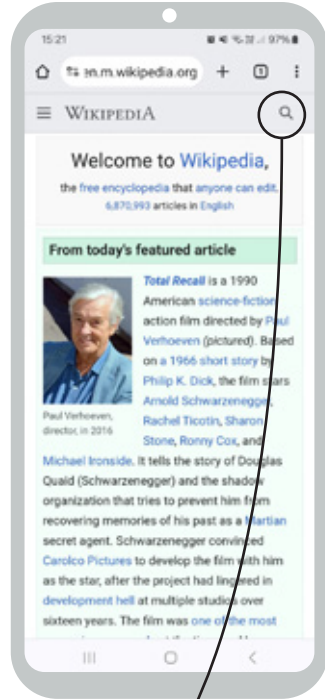 15:21
97%
en.m.wikipedia.org
1
WIKIPEDIA
Welcome to Wikipedia,
the free encyclopedia that anyone can edit.
6,870,993 articles in English
From today's featured article
Total Recall is a 1990
American science-fiction
action film directed by Paul
Verhoeven (pictured). Based
on a 1966 short story by
Philip K. Dick, the film stars
Arnold Schwarzenegger,
Rachel Ticotin, Sharon
Stone, Ronny Cox, and
Paul Verhoeven,
director, in 2016
Michael Ironside. It tells the story of Douglas
Quaid (Schwarzenegger) and the shadow
organization that tries to prevent him from
recovering memories of his past as a Martian
secret agent. Schwarzenegger convinced
Carolco Pictures to develop the film with him
as the star, after the project had lingered in
development hell at multiple studios over
sixteen years. The film was one of the most